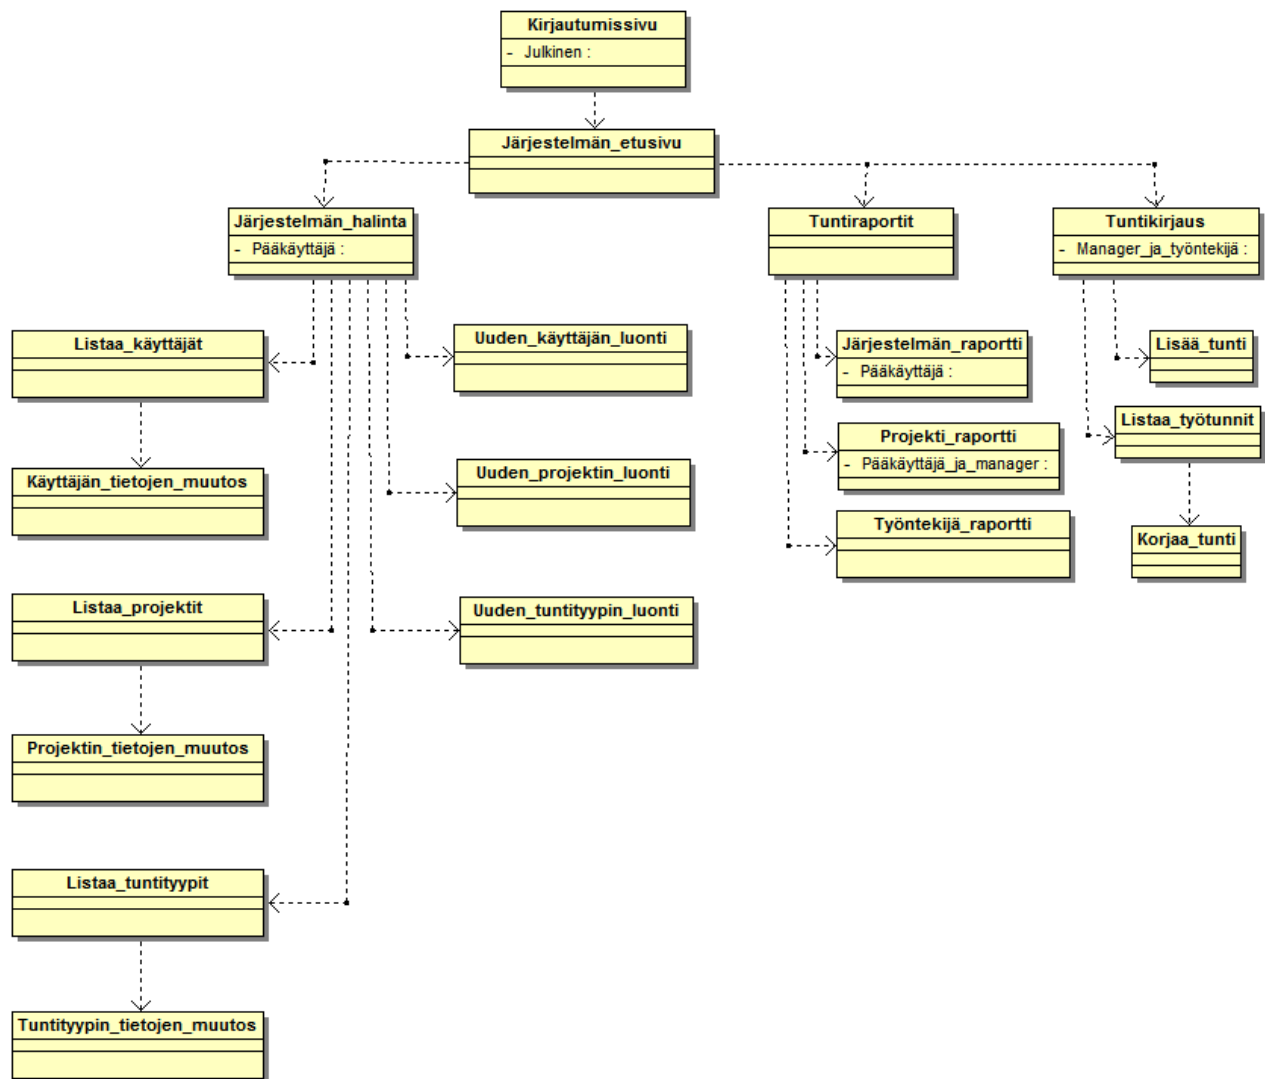 Kirjautumissivu
- Julkinen :
Järjestelmän_etusivu
Järjestelmän_halinta
- Pääkäyttäjä :
Tuntiraportit
Tuntikirjaus
- Manager_ja_työntekijä :
Listaa_käyttäjät
Uuden_käyttäjän_luonti
Järjestelmän_raportti
- Pääkäyttäjä :
Lisää_tunti
Listaa_työtunnit
Projekti_raportti
- Pääkäyttäjä_ja_manager :
Käyttäjän_tietojen_muutos
Uuden_projektin_luonti
Työntekijä_raportti
Korjaa_tunti
Listaa_projektit
Uuden_tuntityypin_luonti
Projektin_tietojen_muutos
Listaa_tuntityypit
Tuntityypin_tietojen_muutos